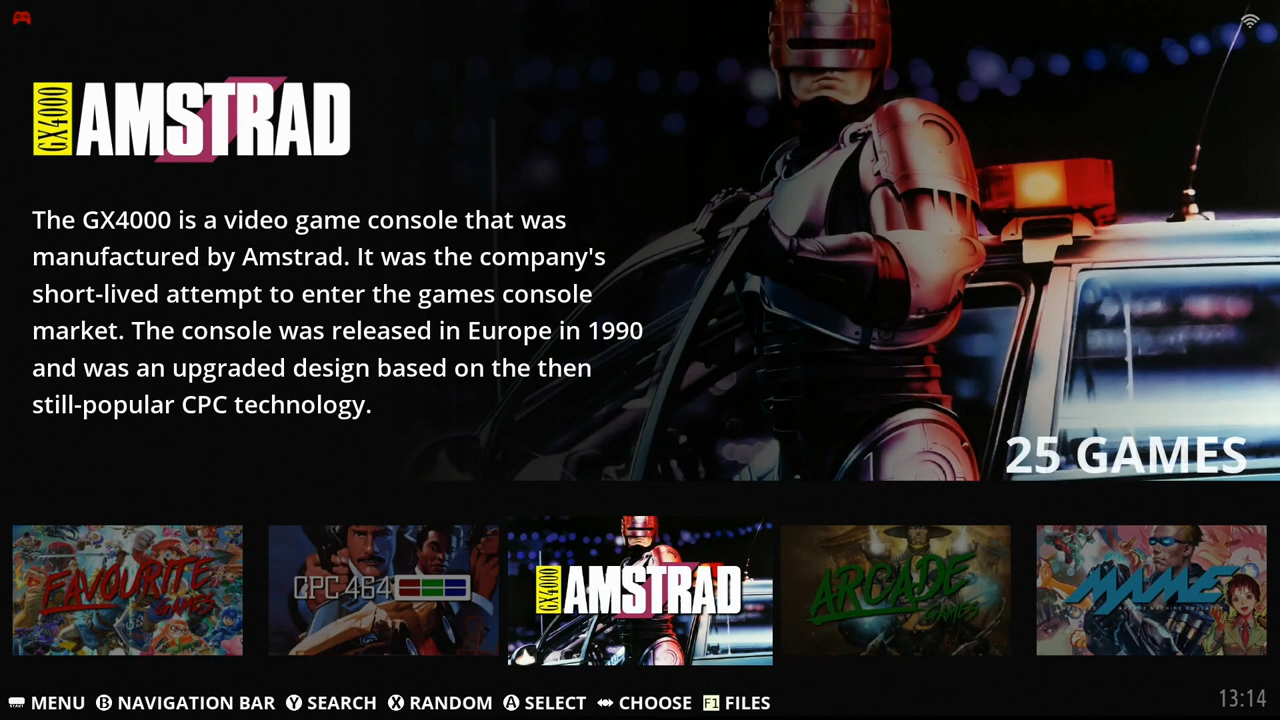 GX4000 AMSTRAD
The GX4000 is a video game console that was
manufactured by Amstrad. It was the company's
short-lived attempt to enter the games console
market. The console was released in Europe in 1990
and was an upgraded design based on the then
still-popular CPC technology.
25 GAMES
FAVOURITE
GAMES
CPC 464
GX4000 AMSTRAD
ARCADE
GAMES
MAME
START MENU B NAVIGATION BAR Y SEARCH X RANDOM A SELECT CHOOSE F1 FILES
13:14